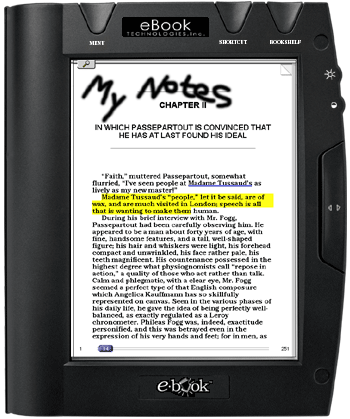 eBook
TECHNOLOGIES, Inc.
MENU
SHORTCUT
BOOKSHELF
My Notes
CHAPTER II
IN WHICH PASSEPARTOUT IS CONVINCED THAT
HE HAS AT LAST FOUND HIS IDEAL
"Faith," muttered Passepartout, somewhat
flurried, "I've seen people at Madame Tussaud's as
lively as my new master!"
Madame Tussaud's "people," let it be said, are of
wax, and are much visited in London; speech is all
that is wanting to make them human.
During his brief interview with Mr. Fogg,
Passepartout had been carefully observing him. He
appeared to be a man about forty years of age, with
fine, handsome features, and a tall, well-shaped
figure; his hair and whiskers were light, his forehead
compact and unwrinkled, his face rather pale, his
teeth magnificent. His countenance possessed in the
highest degree what physiognomists call "repose in
action," a quality of those who act rather than talk.
Calm and phlegmatic, with a clear eye, Mr. Fogg
seemed a perfect type of that English composure
which Angelica Kauffmann has so skillfully
represented on canvas. Seen in the various phases of
his daily life, he gave the idea of being perfectly well-
balanced, as exactly regulated as a Leroy
chronometer. Phileas Fogg was, indeed, exactitude
personified, and this was betrayed even in the
expression of his very hands and feet; for in men, as
1
14
251
e·book